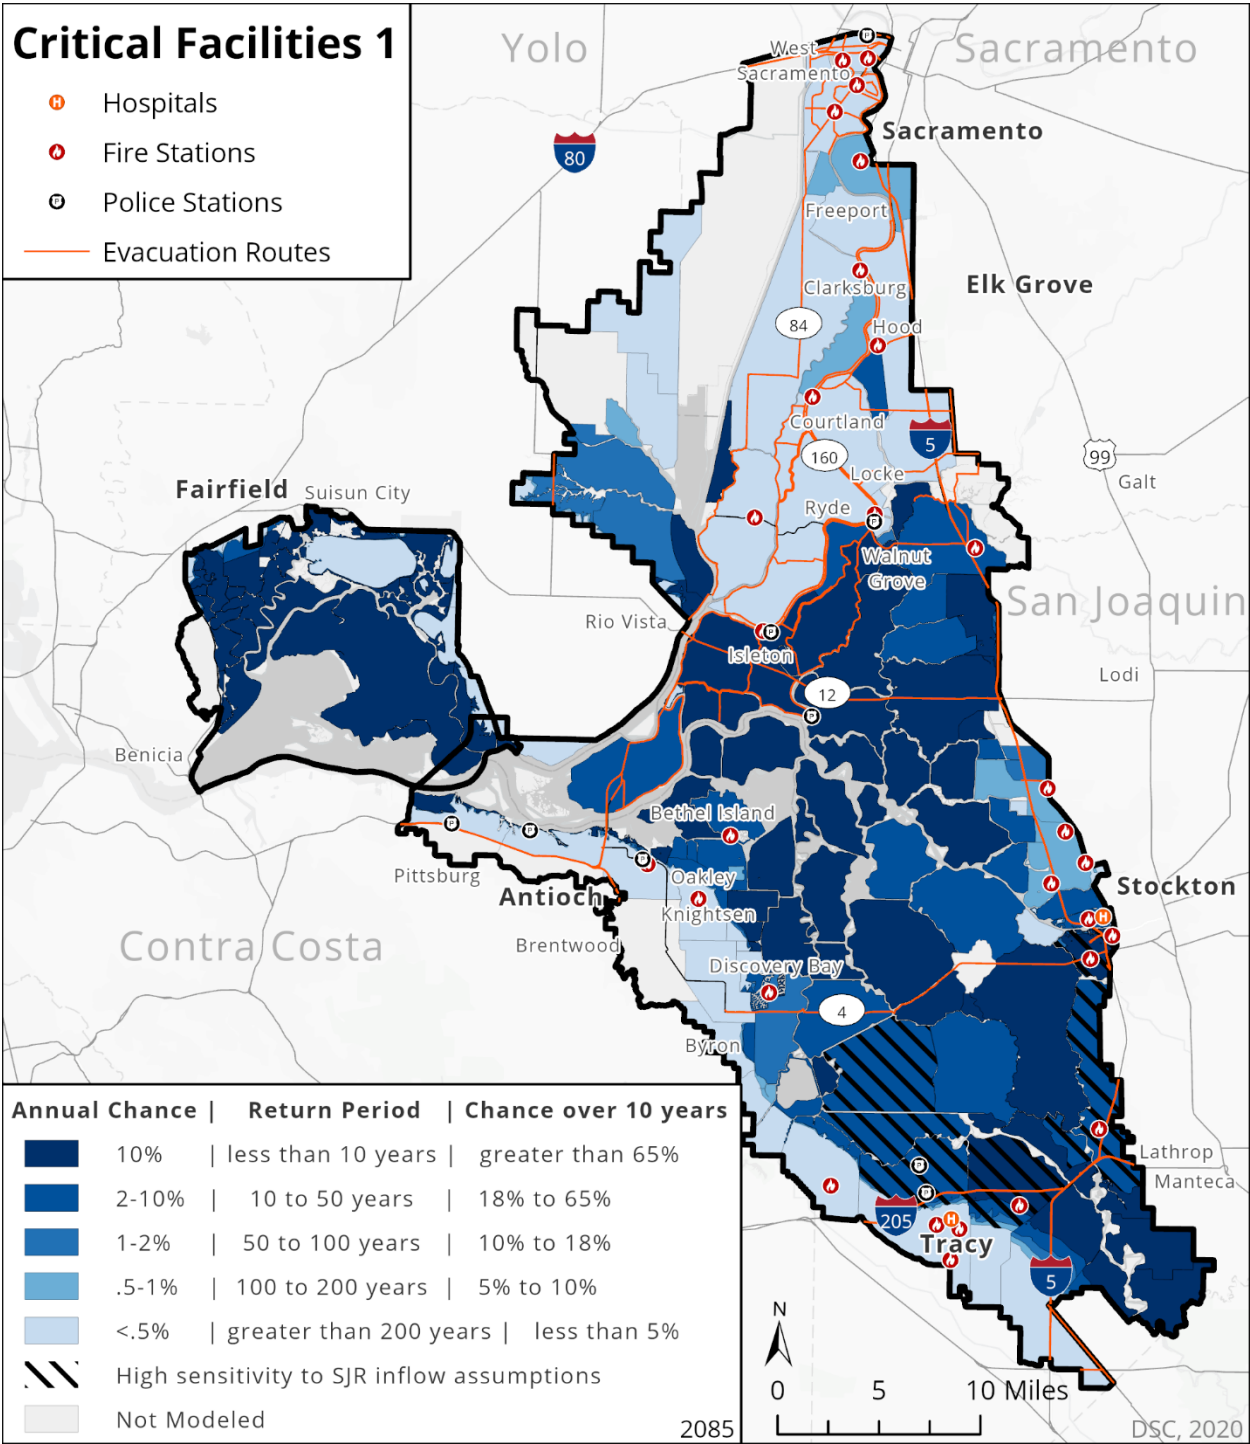 Critical Facilities 1
H Hospitals
Fire Stations
P Police Stations
Evacuation Routes
Yolo
Sacramento
West
Sacramento
P
80
Sacramento
Freeport
Elk Grove
Clarksburg
84
Hood
Courtland
5
160
99
Locke
Galt
Fairfield
Suisun City
Ryde
P
Walnut
Grove
San Joaquin
Rio Vista
P
Isleton
Lodi
12
P
Benicia
Bethel Island
P
P
P
Pittsburg
Oakley
Antioch
Stockton
Knightsen
H
Contra Costa
Brentwood
Discovery Bay
4
Byron
Lathrop
Manteca
P
P
205
H
Tracy
5
Annual Chance | Return Period | Chance over 10 years
10% | less than 10 years | greater than 65%
2-10% | 10 to 50 years | 18% to 65%
1-2% | 50 to 100 years | 10% to 18%
.5-1% | 100 to 200 years | 5% to 10%
<.5% | greater than 200 years | less than 5%
High sensitivity to SJR inflow assumptions
Not Modeled
2085
N
0 5 10 Miles
DSC, 2020